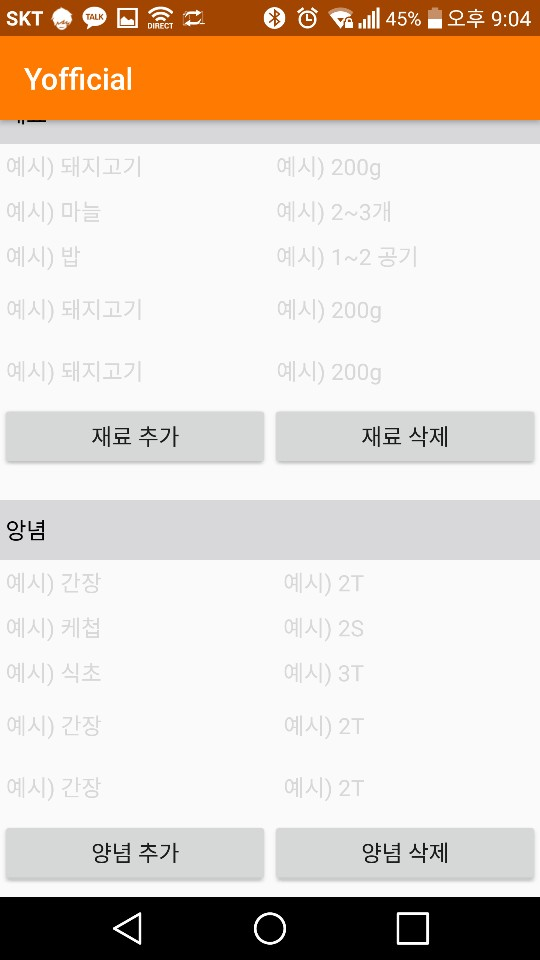 SKT TALK DIRECT 45% 오후 9:04
Yofficial
예시) 돼지고기 예시) 200g
예시) 마늘 예시) 2~3개
예시) 밥 예시) 1~2 공기
예시) 돼지고기 예시) 200g
예시) 돼지고기 예시) 200g
재료 추가 재료 삭제
앙념
예시) 간장 예시) 2T
예시) 케첩 예시) 2S
예시) 식초 예시) 3T
예시) 간장 예시) 2T
예시) 간장 예시) 2T
양념 추가 양념 삭제